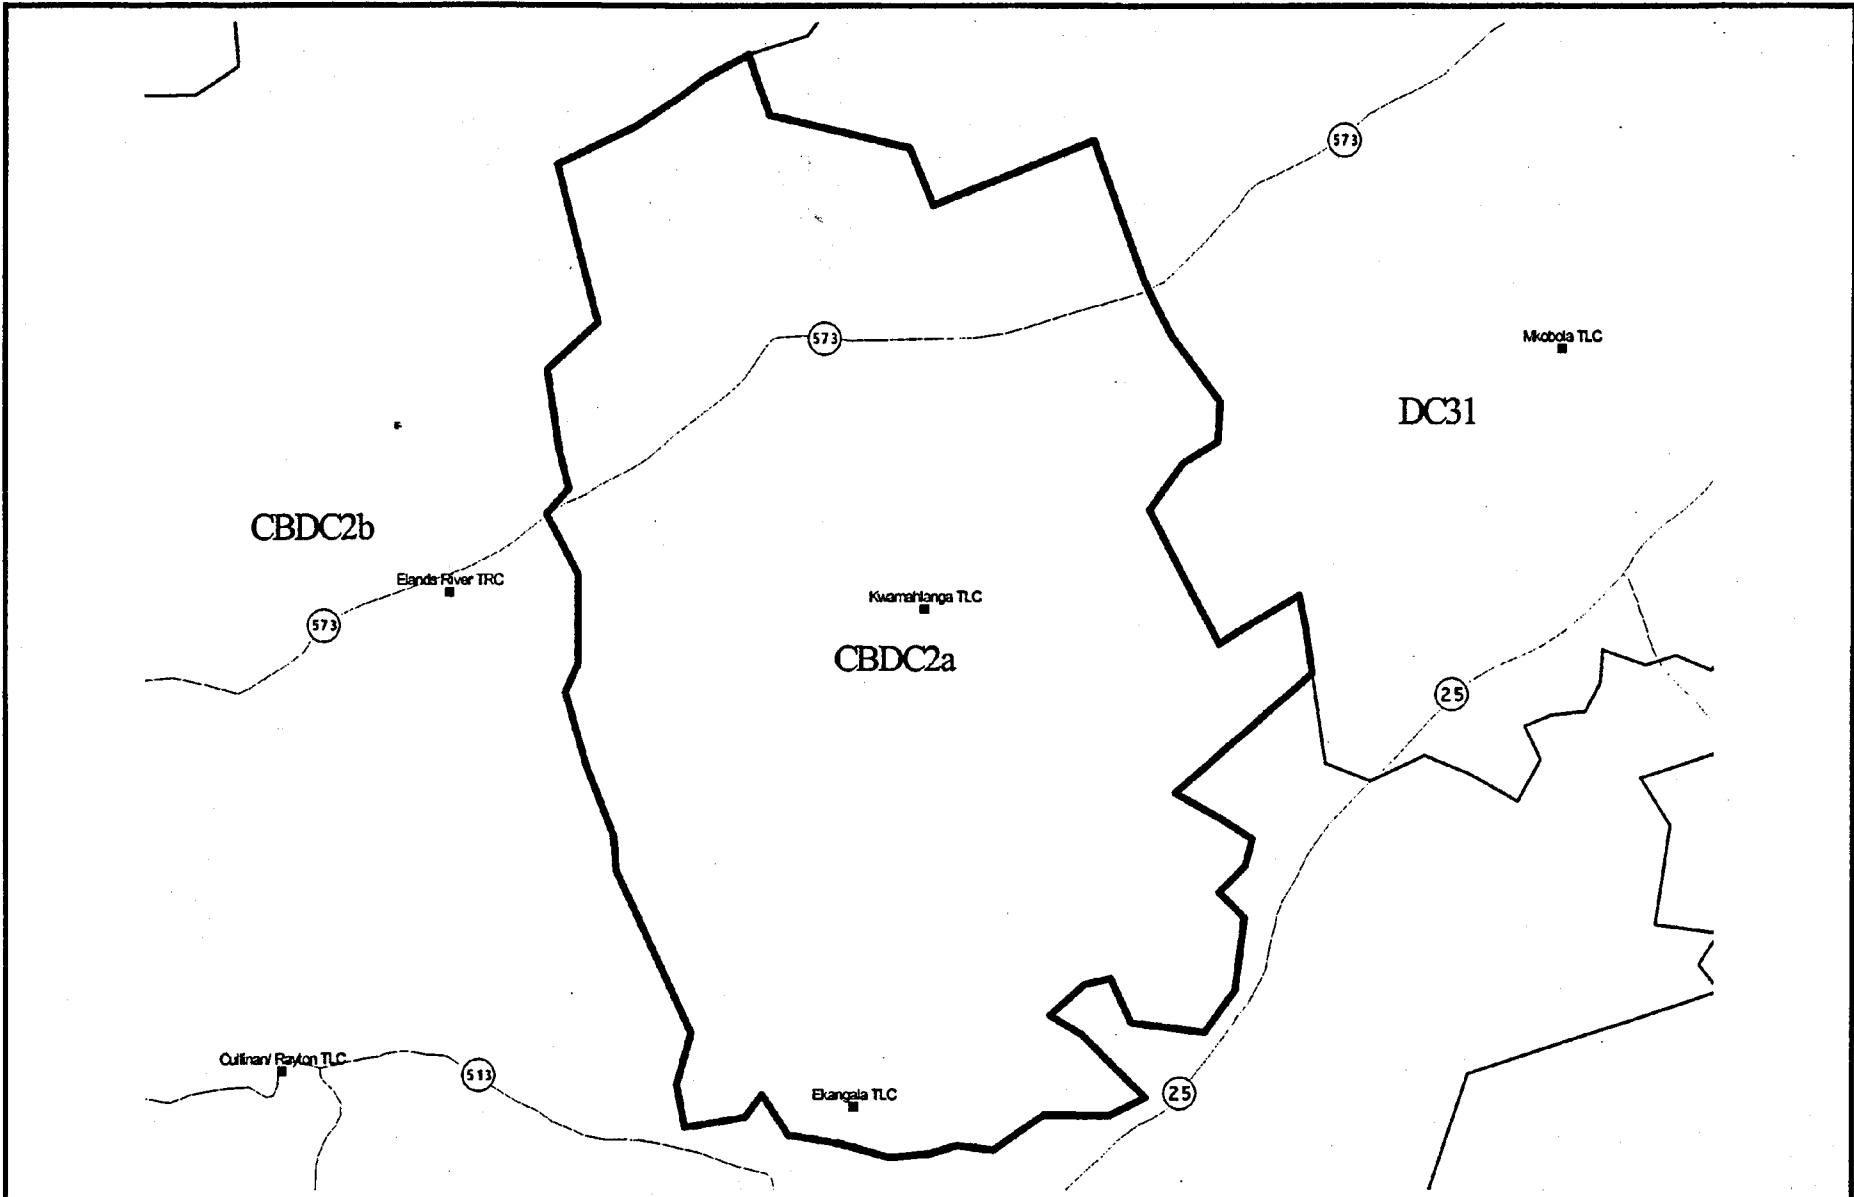 573
573
Mkobola TLC
DC31
CBDC2b
Elands River TRC
573
Kwamahlanga TLC
CBDC2a
25
Cullinan/ Rayton TLC
513
Ekangala TLC
25